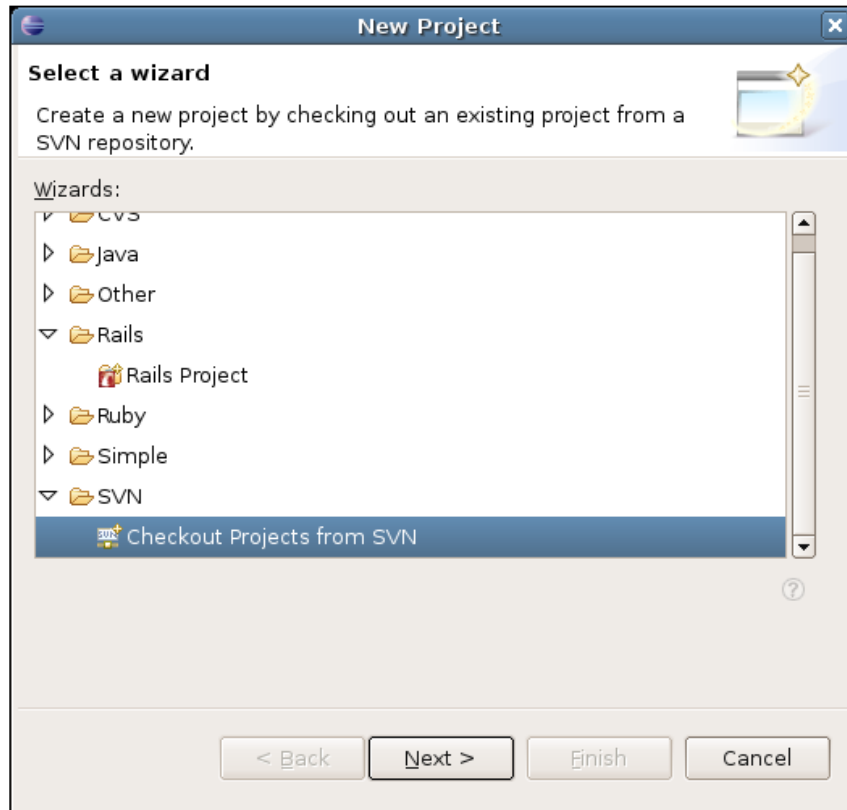 New Project
Select a wizard
Create a new project by checking out an existing project from a
SVN repository.
Wizards:
CVS
Java
Other
Rails
Rails Project
Ruby
Simple
SVN
Checkout Projects from SVN
< Back
Next >
Finish
Cancel